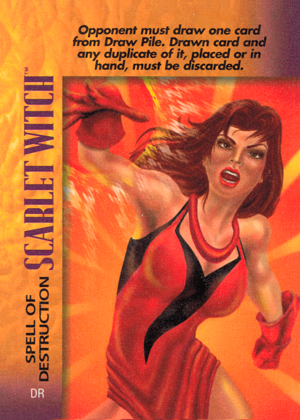 Opponent must draw one card
from Draw Pile. Drawn card and
any duplicate of it, placed or in
hand, must be discarded.
SCARLET WITCH™
SPELL OF
DESTRUCTION
DR